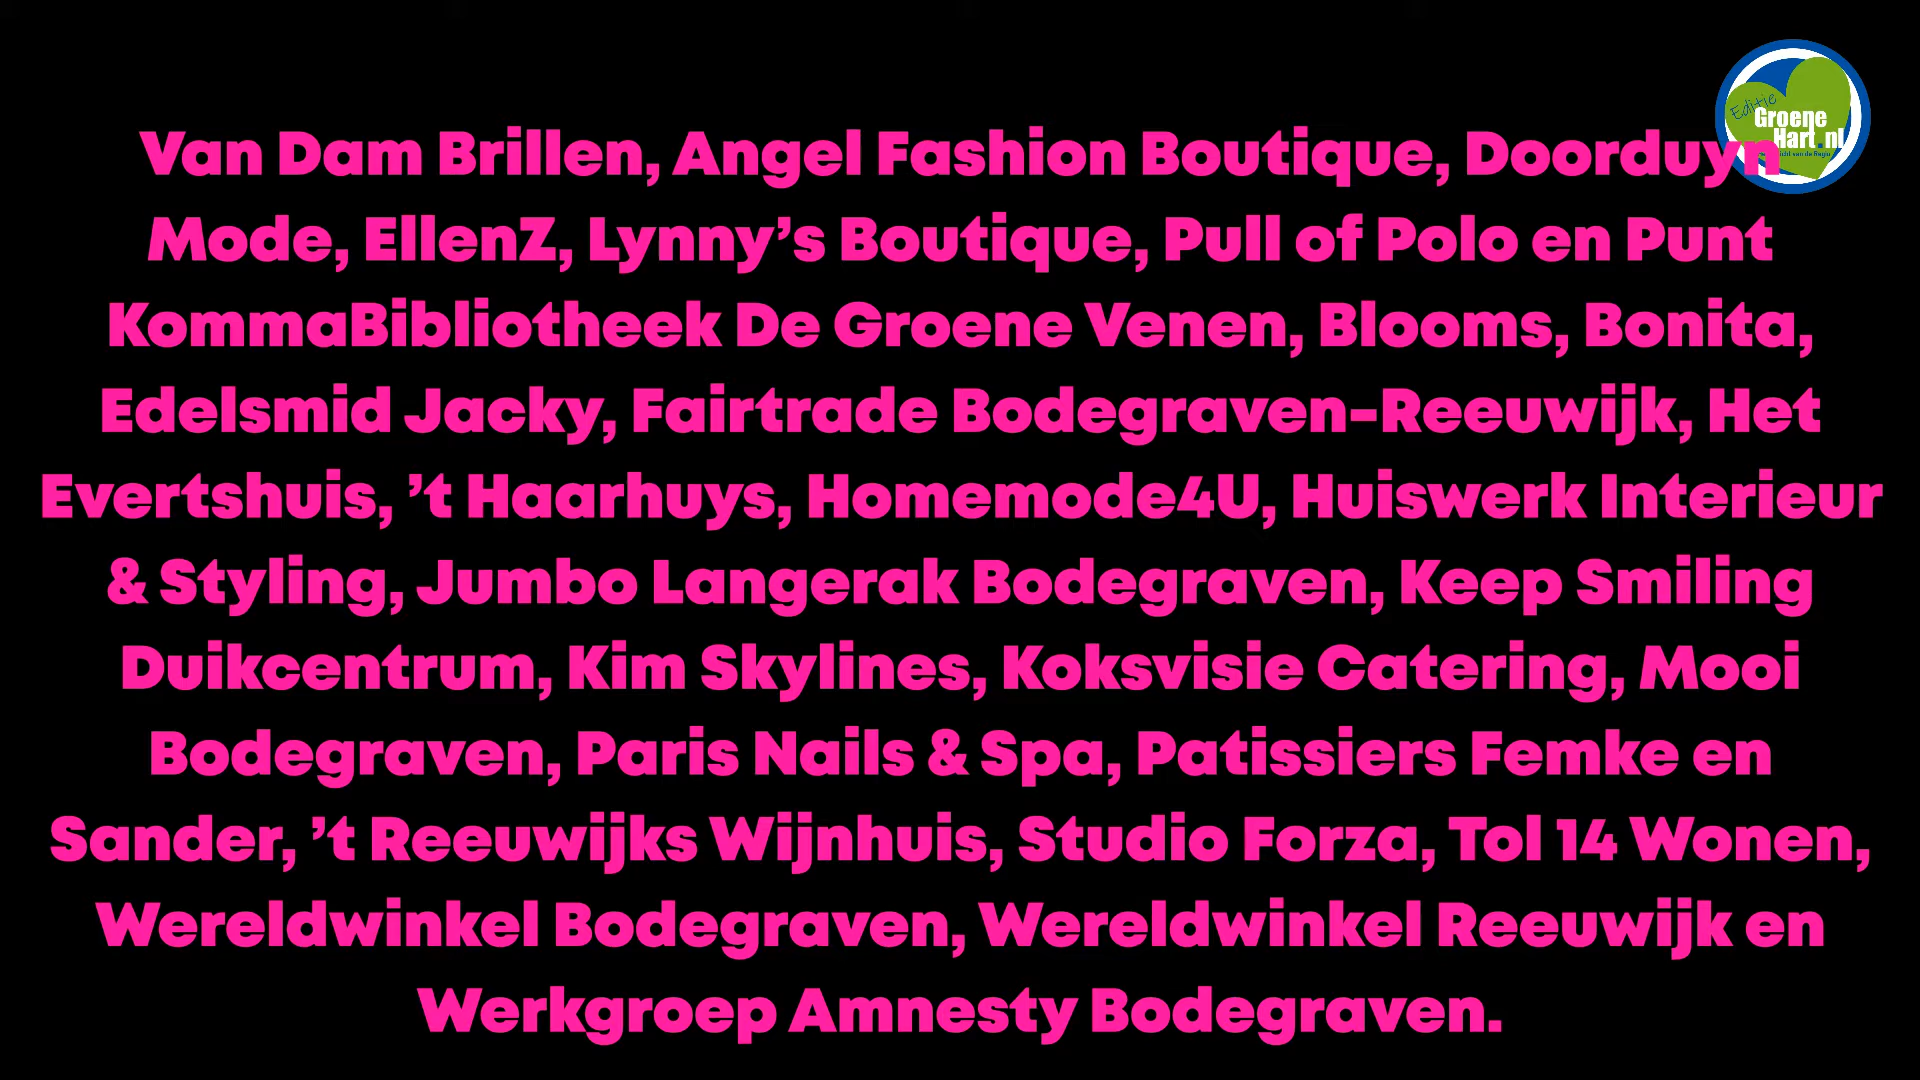 Editie
Groene
Hart.nl
Van Dam Brillen, Angel Fashion Boutique, Doorduyn
Mode, EllenZ, Lynny’s Boutique, Pull of Polo en Punt
KommaBibliotheek De Groene Venen, Blooms, Bonita,
Edelsmid Jacky, Fairtrade Bodegraven-Reeuwijk, Het
Evertshuis, ’t Haarhuys, Homemode4U, Huiswerk Interieur
& Styling, Jumbo Langerak Bodegraven, Keep Smiling
Duikcentrum, Kim Skylines, Koksvisie Catering, Mooi
Bodegraven, Paris Nails & Spa, Patissiers Femke en
Sander, ’t Reeuwijks Wijnhuis, Studio Forza, Tol 14 Wonen,
Wereldwinkel Bodegraven, Wereldwinkel Reeuwijk en
Werkgroep Amnesty Bodegraven.